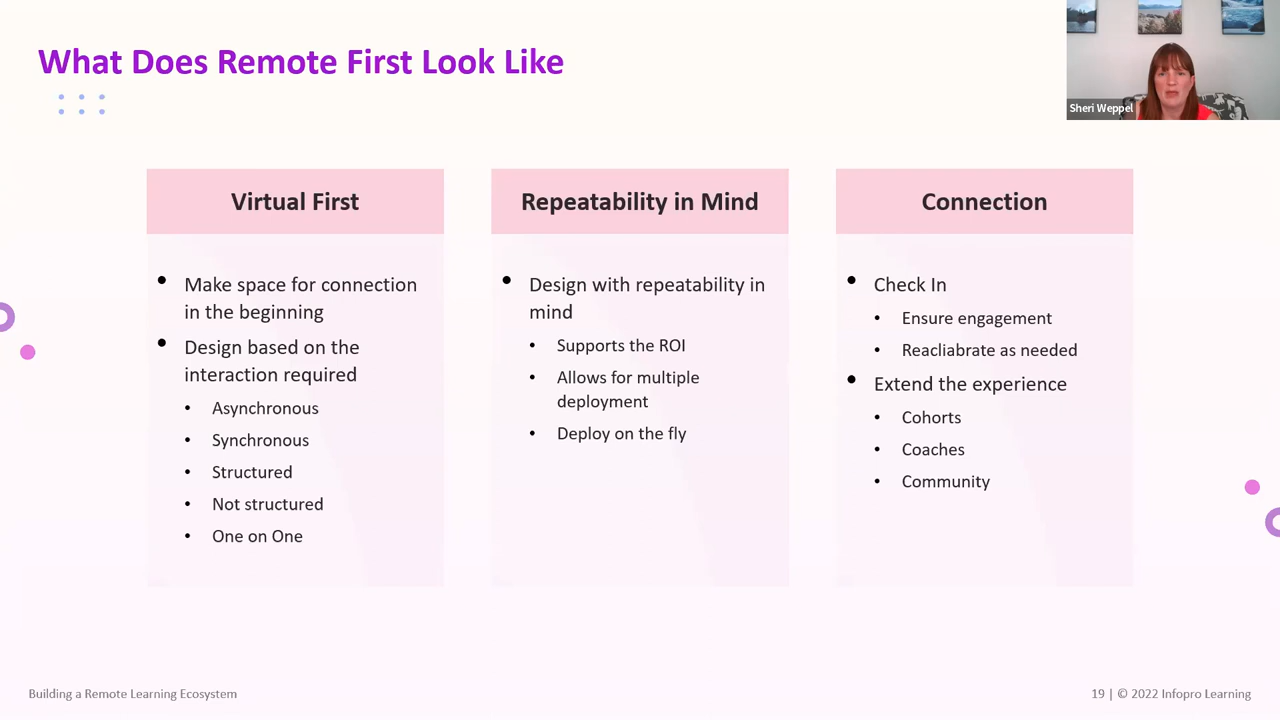 What Does Remote First Look Like
Sheri Weppel
Virtual First
Make space for connection
in the beginning
Design based on the
interaction required
Asynchronous
Synchronous
Structured
Not structured
One on One
Repeatability in Mind
Design with repeatability in
mind
Supports the ROI
Allows for multiple
deployment
Deploy on the fly
Connection
Check In
Ensure engagement
Reacliabrate as needed
Extend the experience
Cohorts
Coaches
Community
Building a Remote Learning Ecosystem
19 | © 2022 Infopro Learning